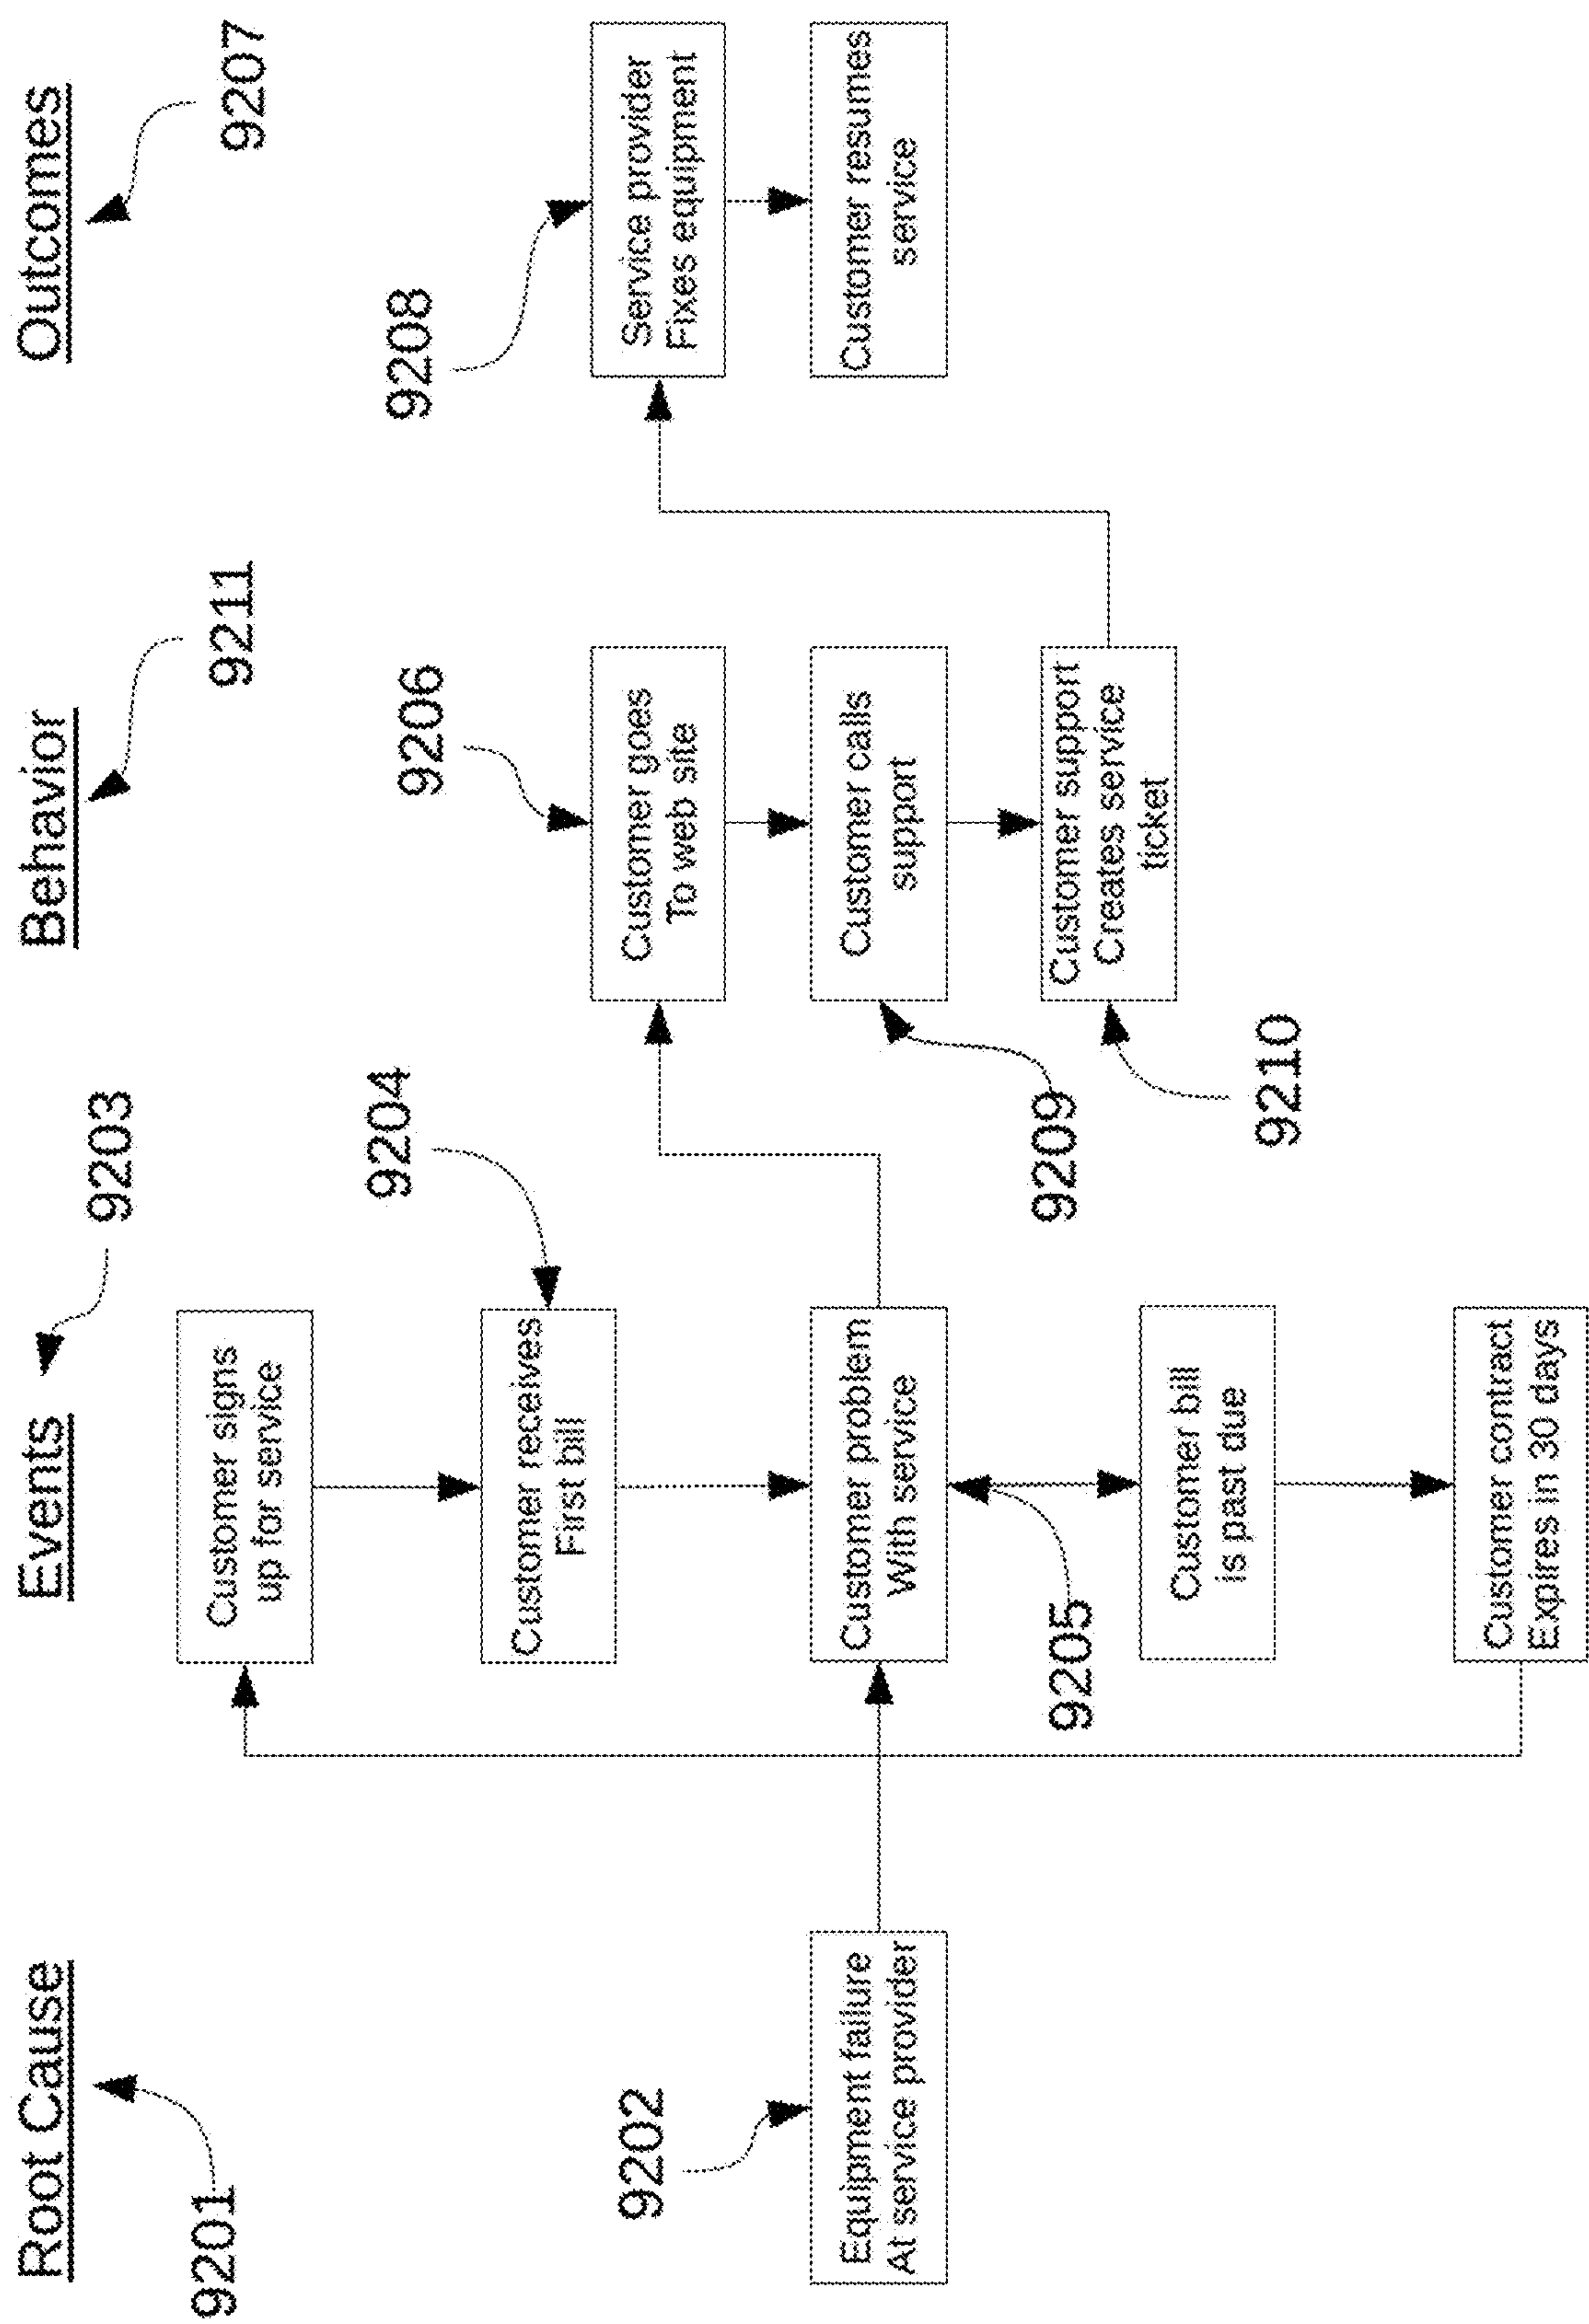 Root Cause
9201
9202
Equipment failure
At service provider
Events
9203
Customer signs
up for service
9204
Customer receives
First bill
Customer problem
With service
9205
Customer bill
is past due
Customer contract
Expires in 30 days
Behavior
9211
9206
Customer goes
To web site
Customer calls
support
9209
Customer support
Creates service
ticket
9210
Outcomes
9207
9208
Service provider
Fixes equipment
Customer resumes
service